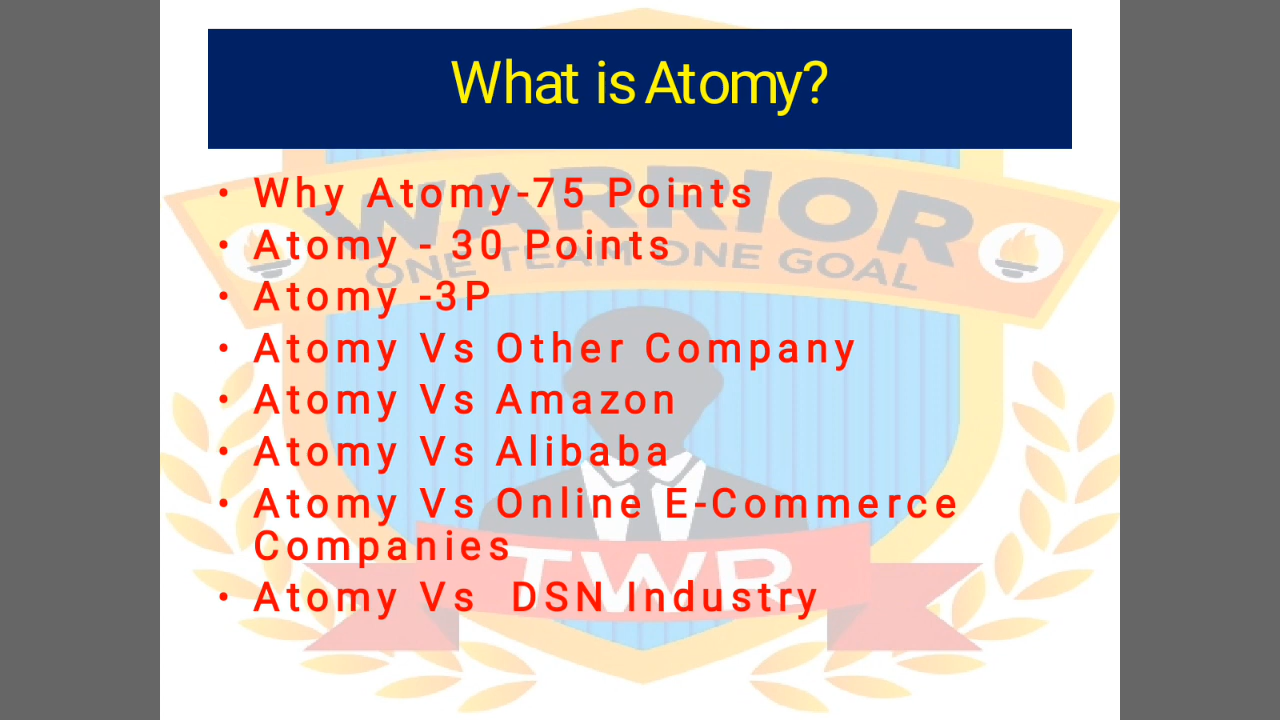 What is Atomy?
• Why Atomy-75 Points
• Atomy - 30 Points
• Atomy -3P
• Atomy Vs Other Company
• Atomy Vs Amazon
• Atomy Vs Alibaba
• Atomy Vs Online E-Commerce
Companies
• Atomy Vs DSN Industry
WARRIOR
ONE TEAM ONE GOAL
TWR